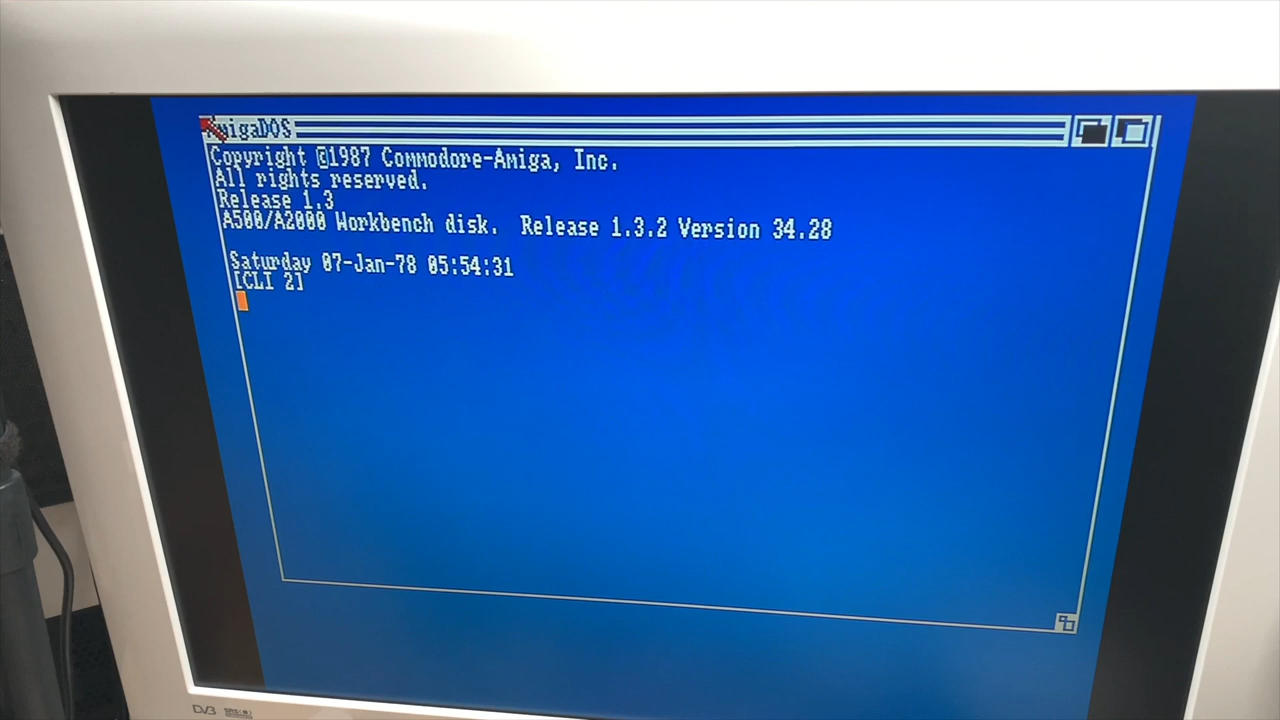 AmigaDOS
Copyright ©1987 Commodore-Amiga, Inc.
All rights reserved.
Release 1.3
A500/A2000 Workbench disk.  Release 1.3.2 Version 34.28
Saturday 07-Jan-78 05:54:31
[CLI 2]
DVB